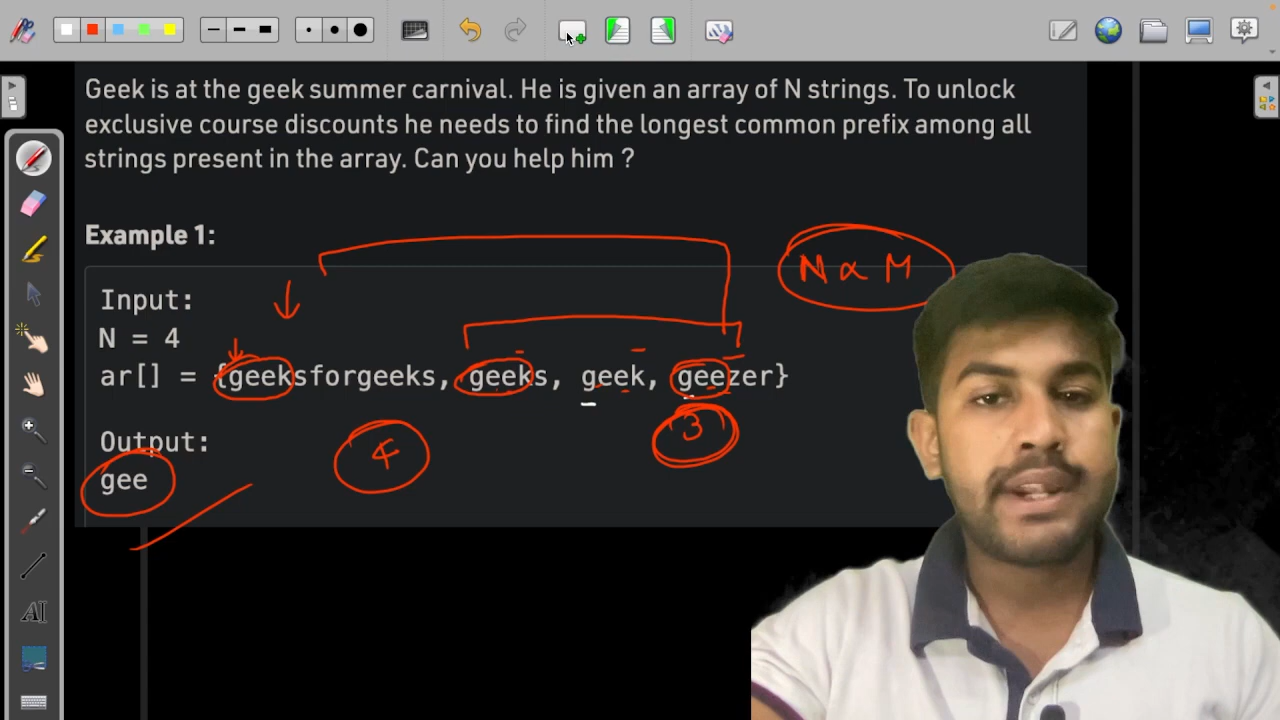 Geek is at the geek summer carnival. He is given an array of N strings. To unlock
exclusive course discounts he needs to find the longest common prefix among all
strings present in the array. Can you help him ?
Example 1:
N ∝ M
Input:
N = 4
ar[] = {geeksforgeeks, geeks, geek, geezer}
4
3
Output:
gee